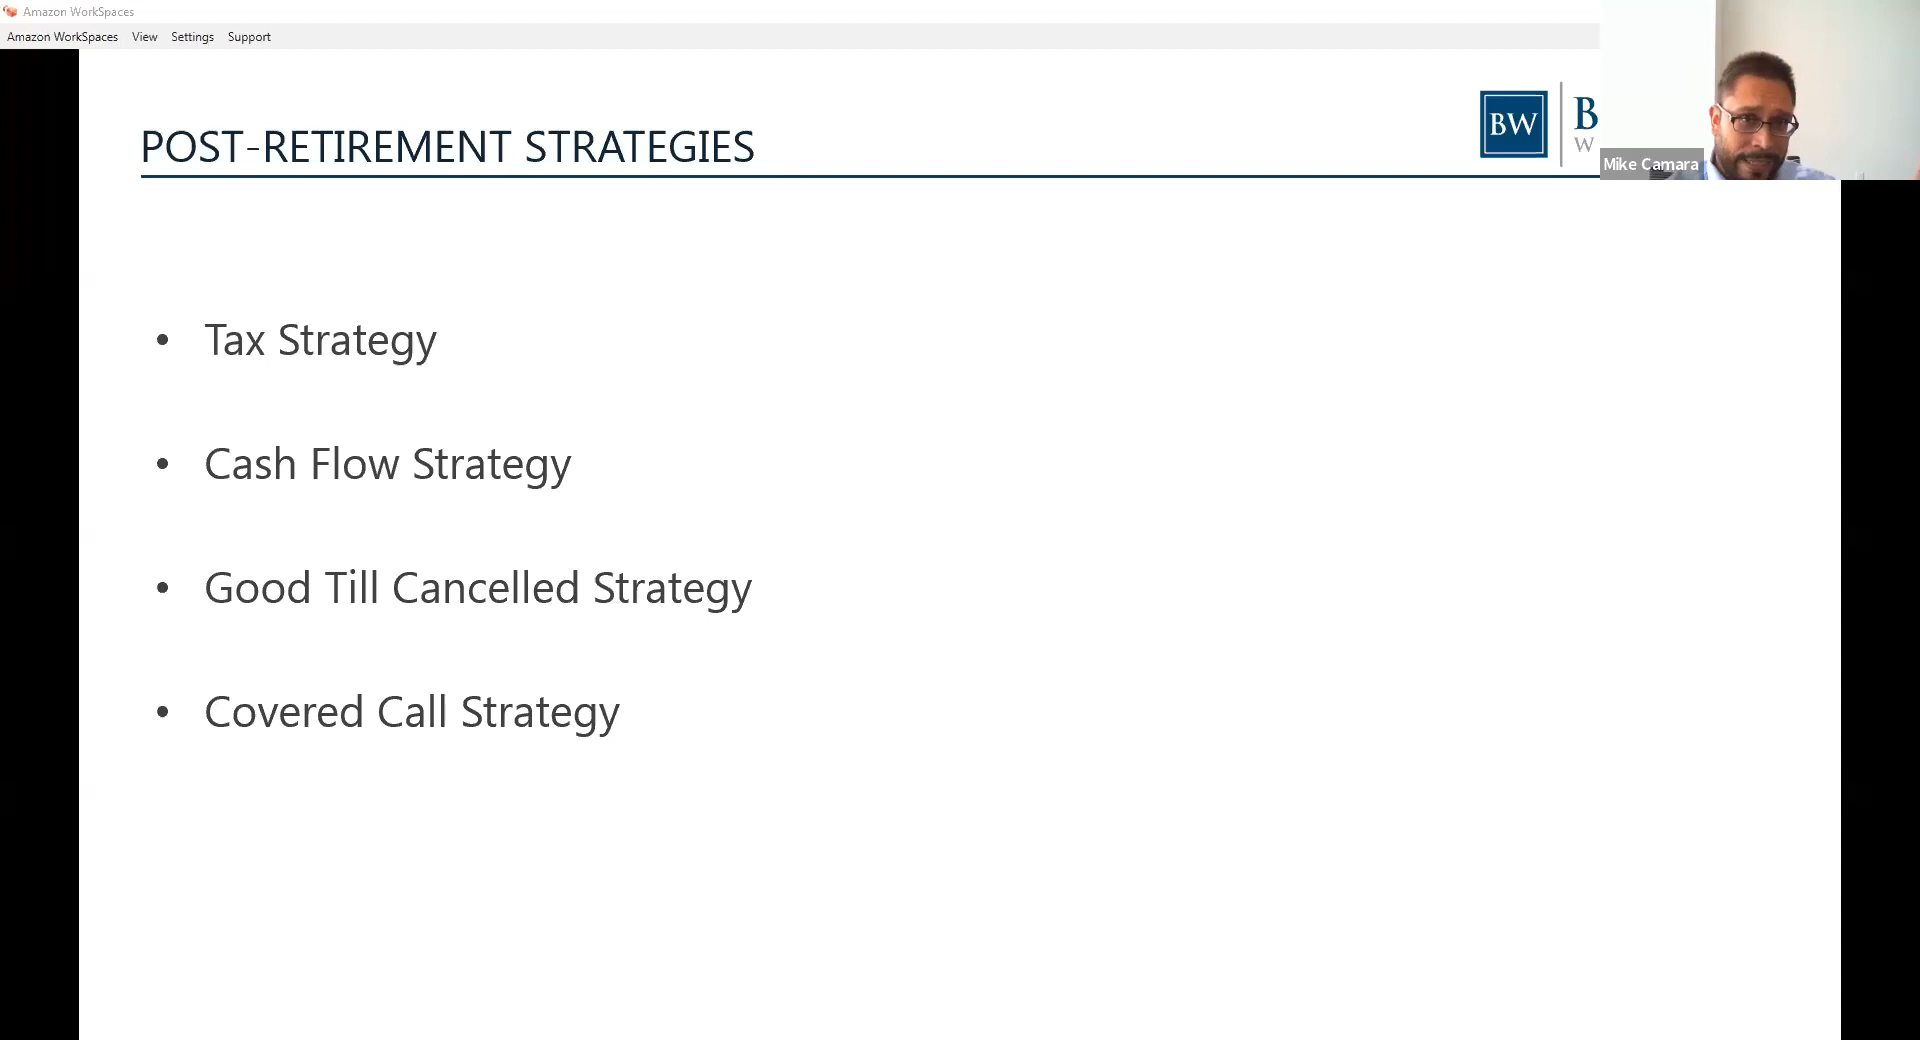 Amazon WorkSpaces
Amazon WorkSpaces View Settings Support
POST-RETIREMENT STRATEGIES
BW
B
W
Mike Camara
• Tax Strategy
• Cash Flow Strategy
• Good Till Cancelled Strategy
• Covered Call Strategy